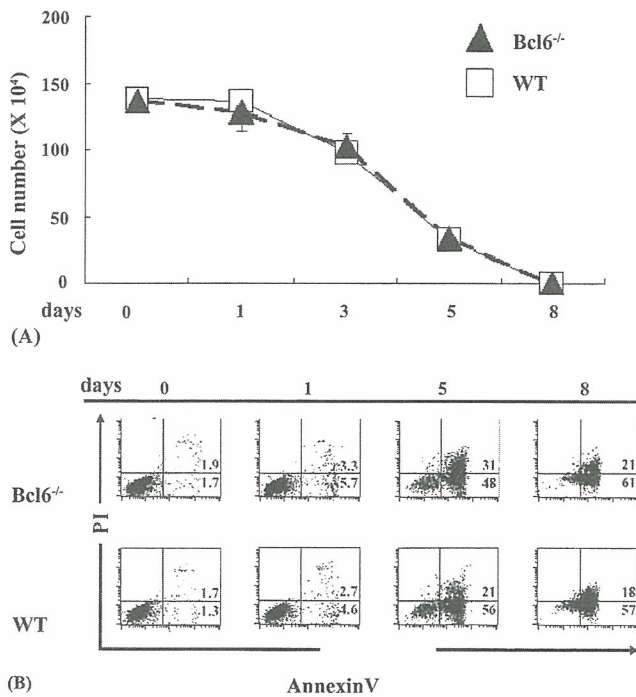 200
150
100
50
0
Cell number (X 10⁴)
Bcl6⁻/⁻
WT
days 0 1 3 5 8
(A)
days 0 1 5 8
Bcl6⁻/⁻
1.9 3.3 31 21
1.7 5.7 48 61
PI
WT
1.7 2.7 21 18
1.3 4.6 56 57
(B) AnnexinV